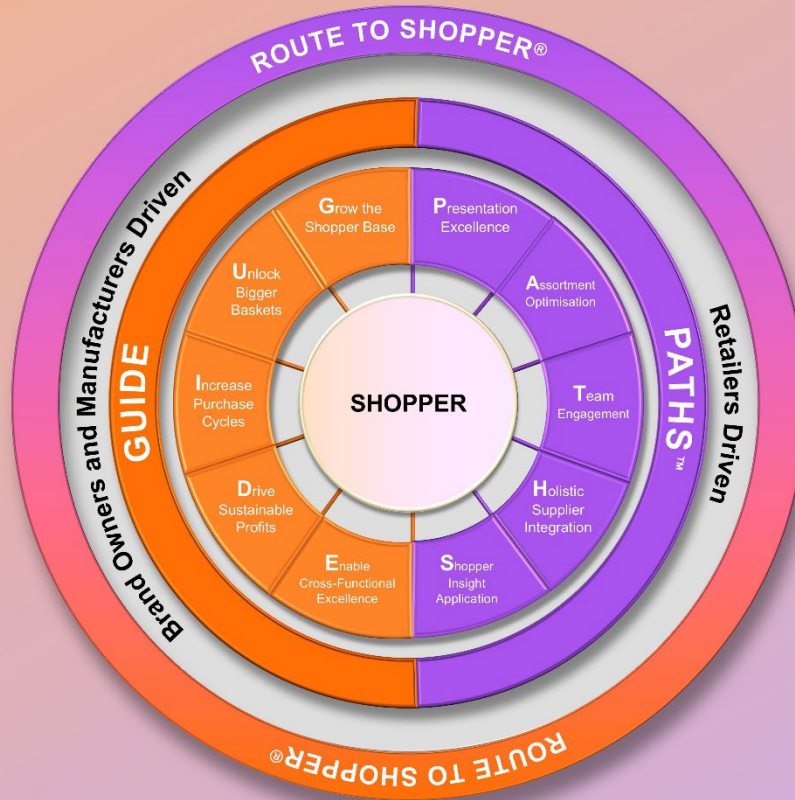 ROUTE TO SHOPPER®
Brand Owners and Manufacturers Driven
GUIDE
Grow the
Shopper Base
Unlock
Bigger
Baskets
Increase
Purchase
Cycles
Drive
Sustainable
Profits
Enable
Cross-Functional
Excellence
SHOPPER
Presentation
Excellence
Assortment
Optimisation
Team
Engagement
Holistic
Supplier
Integration
Shopper
Insight
Application
PATHS™
Retailers Driven
ROUTE TO SHOPPER®